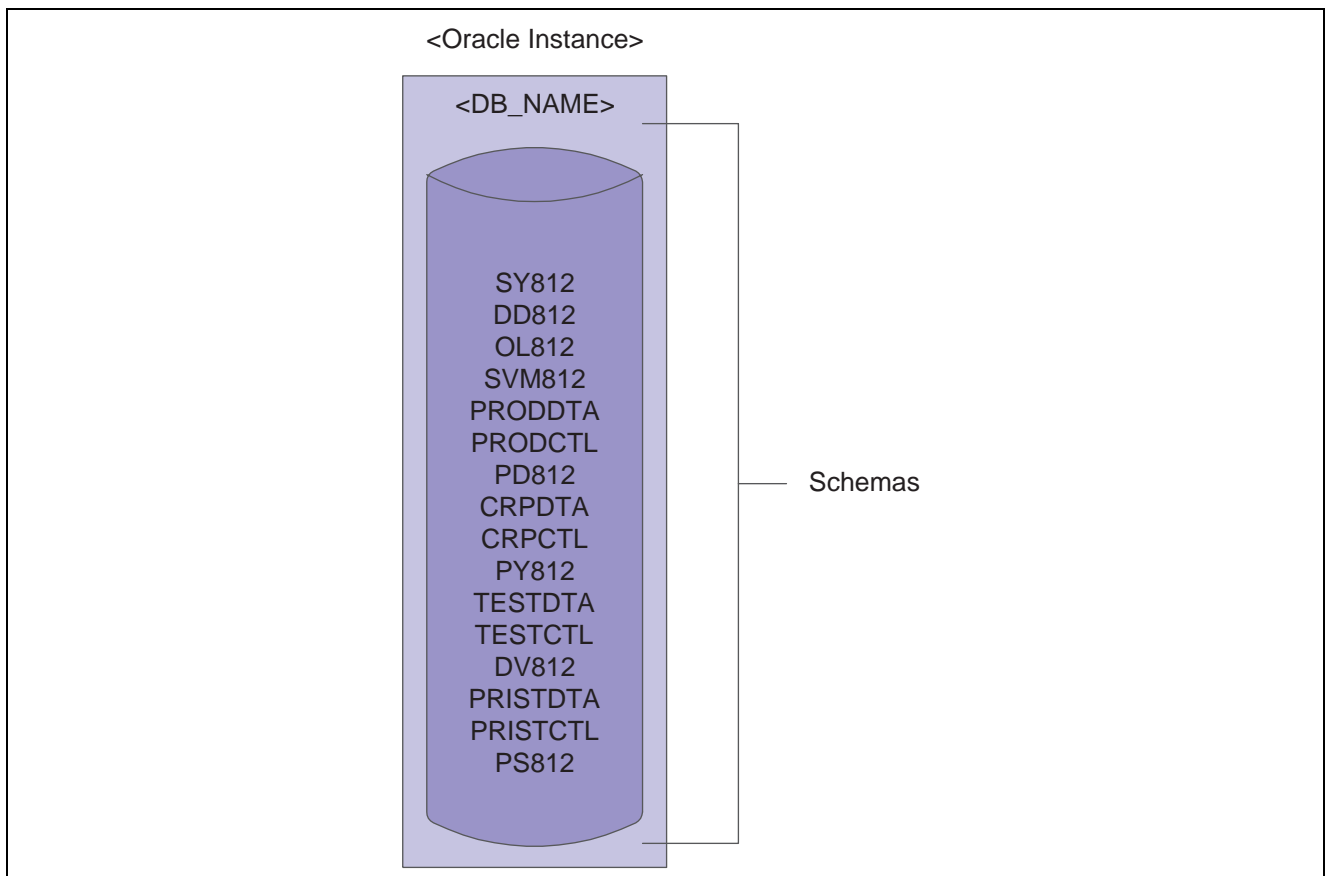 <Oracle Instance>
<DB_NAME>
SY812
DD812
OL812
SVM812
PRODDTA
PRODCTL
PD812
CRPDTA
CRPCTL
PY812
TESTDTA
TESTCTL
DV812
PRISTDTA
PRISTCTL
PS812
Schemas